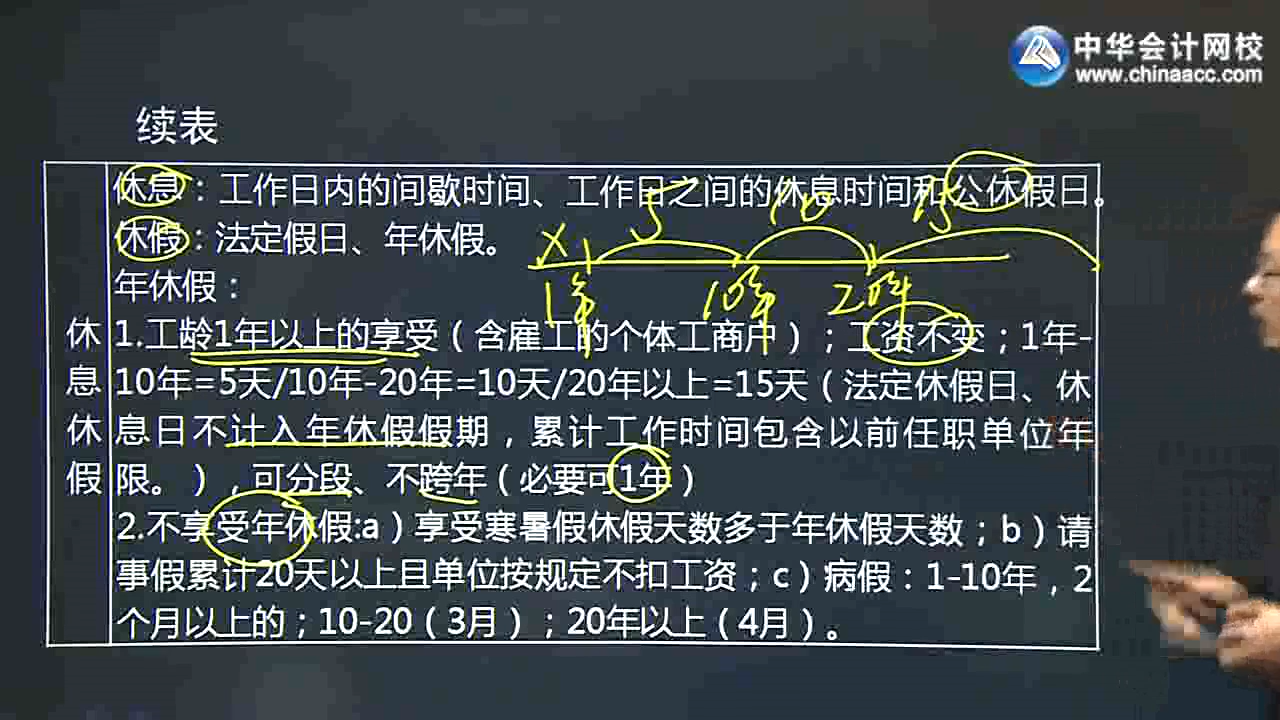 中华会计网校
www.chinaacc.com
续表
休息休假
休息：工作日内的间歇时间、工作日之间的休息时间和公休假日。
休假：法定假日、年休假。
年休假：
1.工龄1年以上的享受（含雇工的个体工商户）；工资不变；1年-
10年=5天/10年-20年=10天/20年以上=15天（法定休假日、休
息日不计入年休假假期，累计工作时间包含以前任职单位年
限。），可分段、不跨年（必要可1年）
2.不享受年休假:a）享受寒暑假休假天数多于年休假天数；b）请
事假累计20天以上且单位按规定不扣工资；c）病假：1-10年，2
个月以上的；10-20（3月）；20年以上（4月）。
5 10 15
X
1年 10年 20年